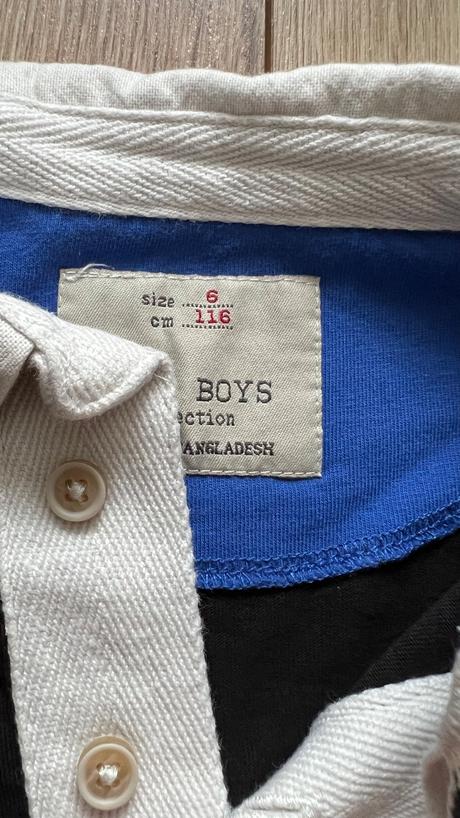 size 6
cm 116
BOYS
ection
ANGLADESH